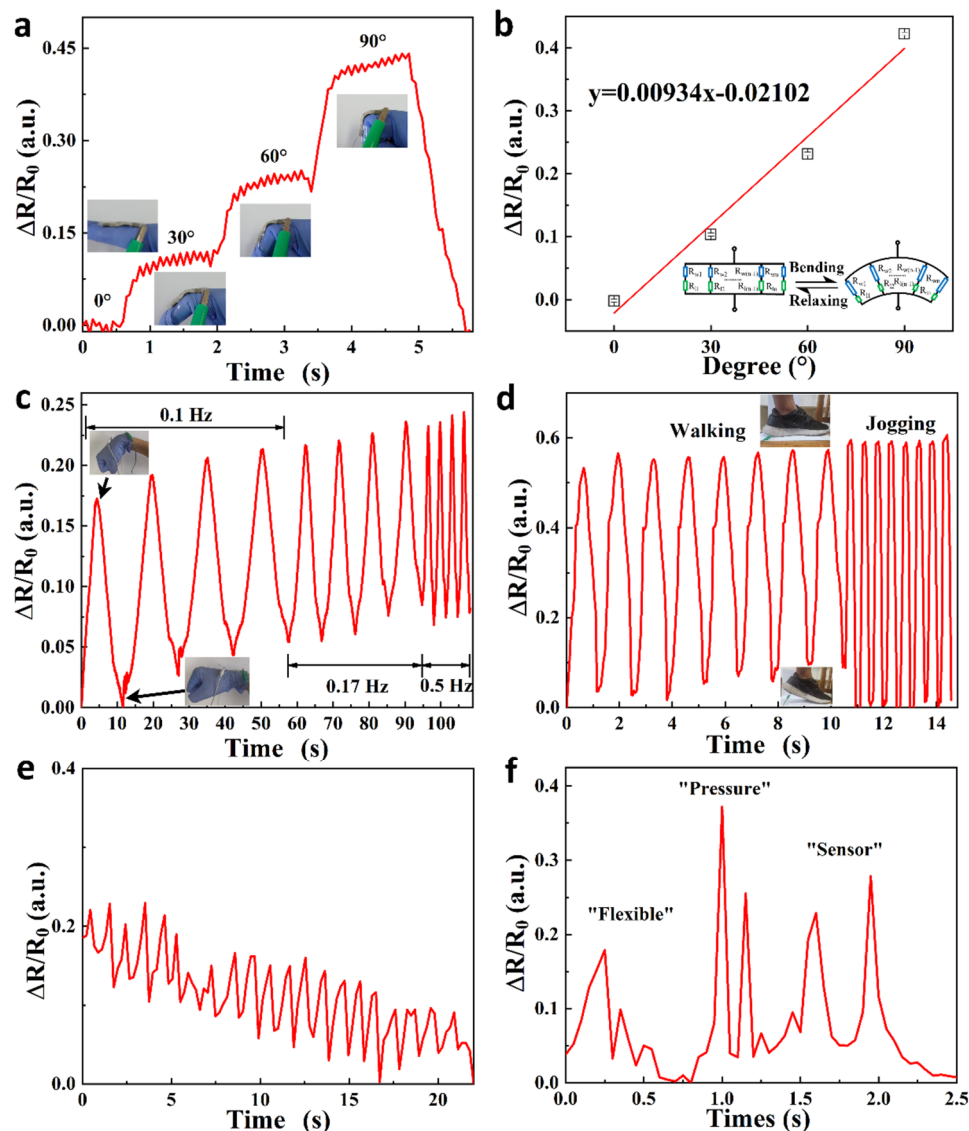 a
ΔR/R₀ (a.u.)
0.45
0.30
0.15
0.00
0°
30°
60°
90°
0 1 2 3 4 5
Time (s)
b
ΔR/R₀ (a.u.)
0.4
0.3
0.2
0.1
0.0
y=0.00934x-0.02102
Bending
Relaxing
0 30 60 90
Degree (°)
c
ΔR/R₀ (a.u.)
0.25
0.20
0.15
0.10
0.05
0.00
0.1 Hz
0.17 Hz
0.5 Hz
0 10 20 30 40 50 60 70 80 90 100
Time (s)
d
ΔR/R₀ (a.u.)
0.6
0.4
0.2
0.0
Walking
Jogging
0 2 4 6 8 10 12 14
Time (s)
e
ΔR/R₀ (a.u.)
0.4
0.2
0.0
0 5 10 15 20
Time (s)
f
ΔR/R₀ (a.u.)
0.4
0.3
0.2
0.1
0.0
"Flexible"
"Pressure"
"Sensor"
0.0 0.5 1.0 1.5 2.0 2.5
Times (s)